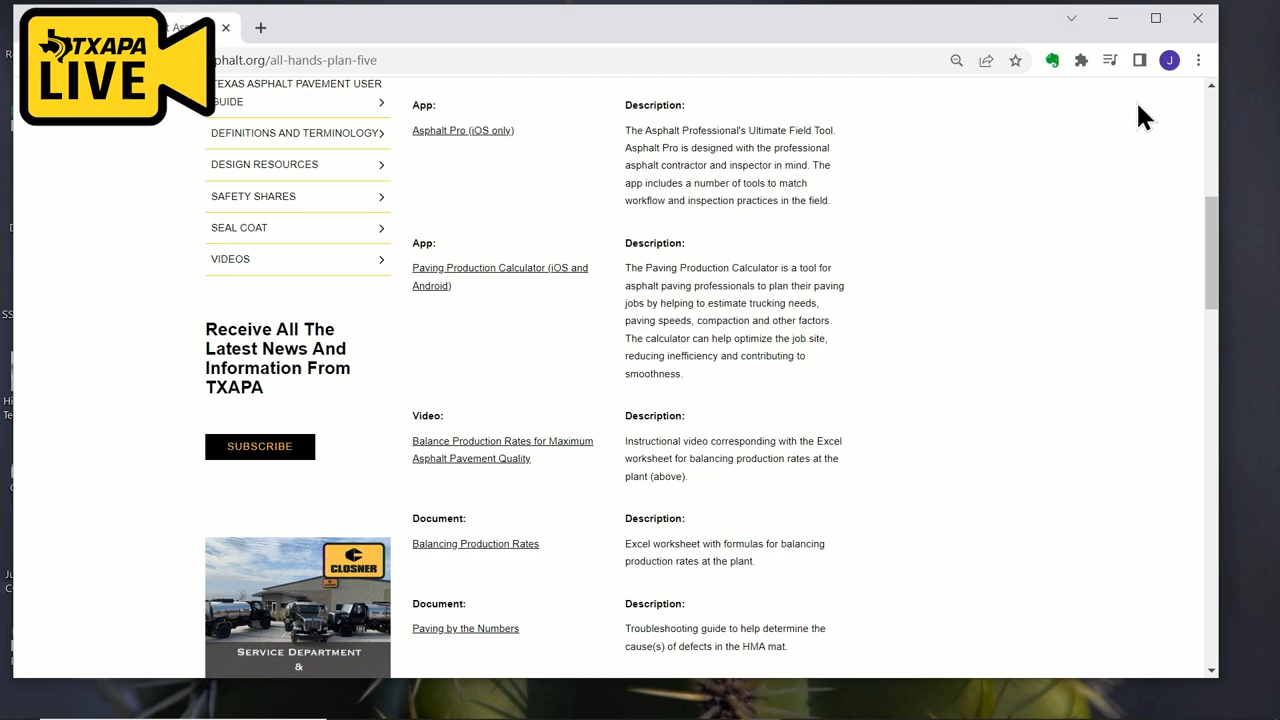 TXAPA
LIVE
phalt.org/all-hands-plan-five
J
TEXAS ASPHALT PAVEMENT USER
GUIDE
DEFINITIONS AND TERMINOLOGY
DESIGN RESOURCES
SAFETY SHARES
SEAL COAT
VIDEOS
Receive All The
Latest News And
Information From
TXAPA
SUBSCRIBE
CLOSNER
SERVICE DEPARTMENT
&
App:
Asphalt Pro (iOS only)
Description:
The Asphalt Professional's Ultimate Field Tool.
Asphalt Pro is designed with the professional
asphalt contractor and inspector in mind. The
app includes a number of tools to match
workflow and inspection practices in the field.
App:
Paving Production Calculator (iOS and
Android)
Description:
The Paving Production Calculator is a tool for
asphalt paving professionals to plan their paving
jobs by helping to estimate trucking needs,
paving speeds, compaction and other factors.
The calculator can help optimize the job site,
reducing inefficiency and contributing to
smoothness.
Video:
Balance Production Rates for Maximum
Asphalt Pavement Quality
Description:
Instructional video corresponding with the Excel
worksheet for balancing production rates at the
plant (above).
Document:
Balancing Production Rates
Description:
Excel worksheet with formulas for balancing
production rates at the plant.
Document:
Paving by the Numbers
Description:
Troubleshooting guide to help determine the
cause(s) of defects in the HMA mat.